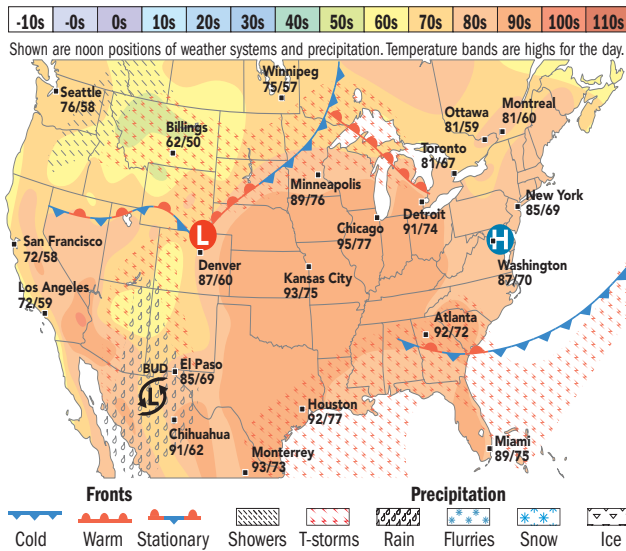 -10s -0s 0s 10s 20s 30s 40s 50s 60s 70s 80s 90s 100s 110s
Shown are noon positions of weather systems and precipitation. Temperature bands are highs for the day.
Winnipeg
75/57
Seattle
76/58
Ottawa
81/59
Montreal
81/60
Billings
62/50
Toronto
81/67
Minneapolis
89/76
New York
85/69
Chicago
95/77
Detroit
91/74
San Francisco
72/58
L
H
Denver
87/60
Kansas City
93/75
Washington
87/70
Los Angeles
72/59
Atlanta
92/72
BUD
L
El Paso
85/69
Houston
92/77
Chihuahua
91/62
Monterrey
93/73
Miami
89/75
Fronts
Precipitation
Cold Warm Stationary Showers T-storms Rain Flurries Snow Ice